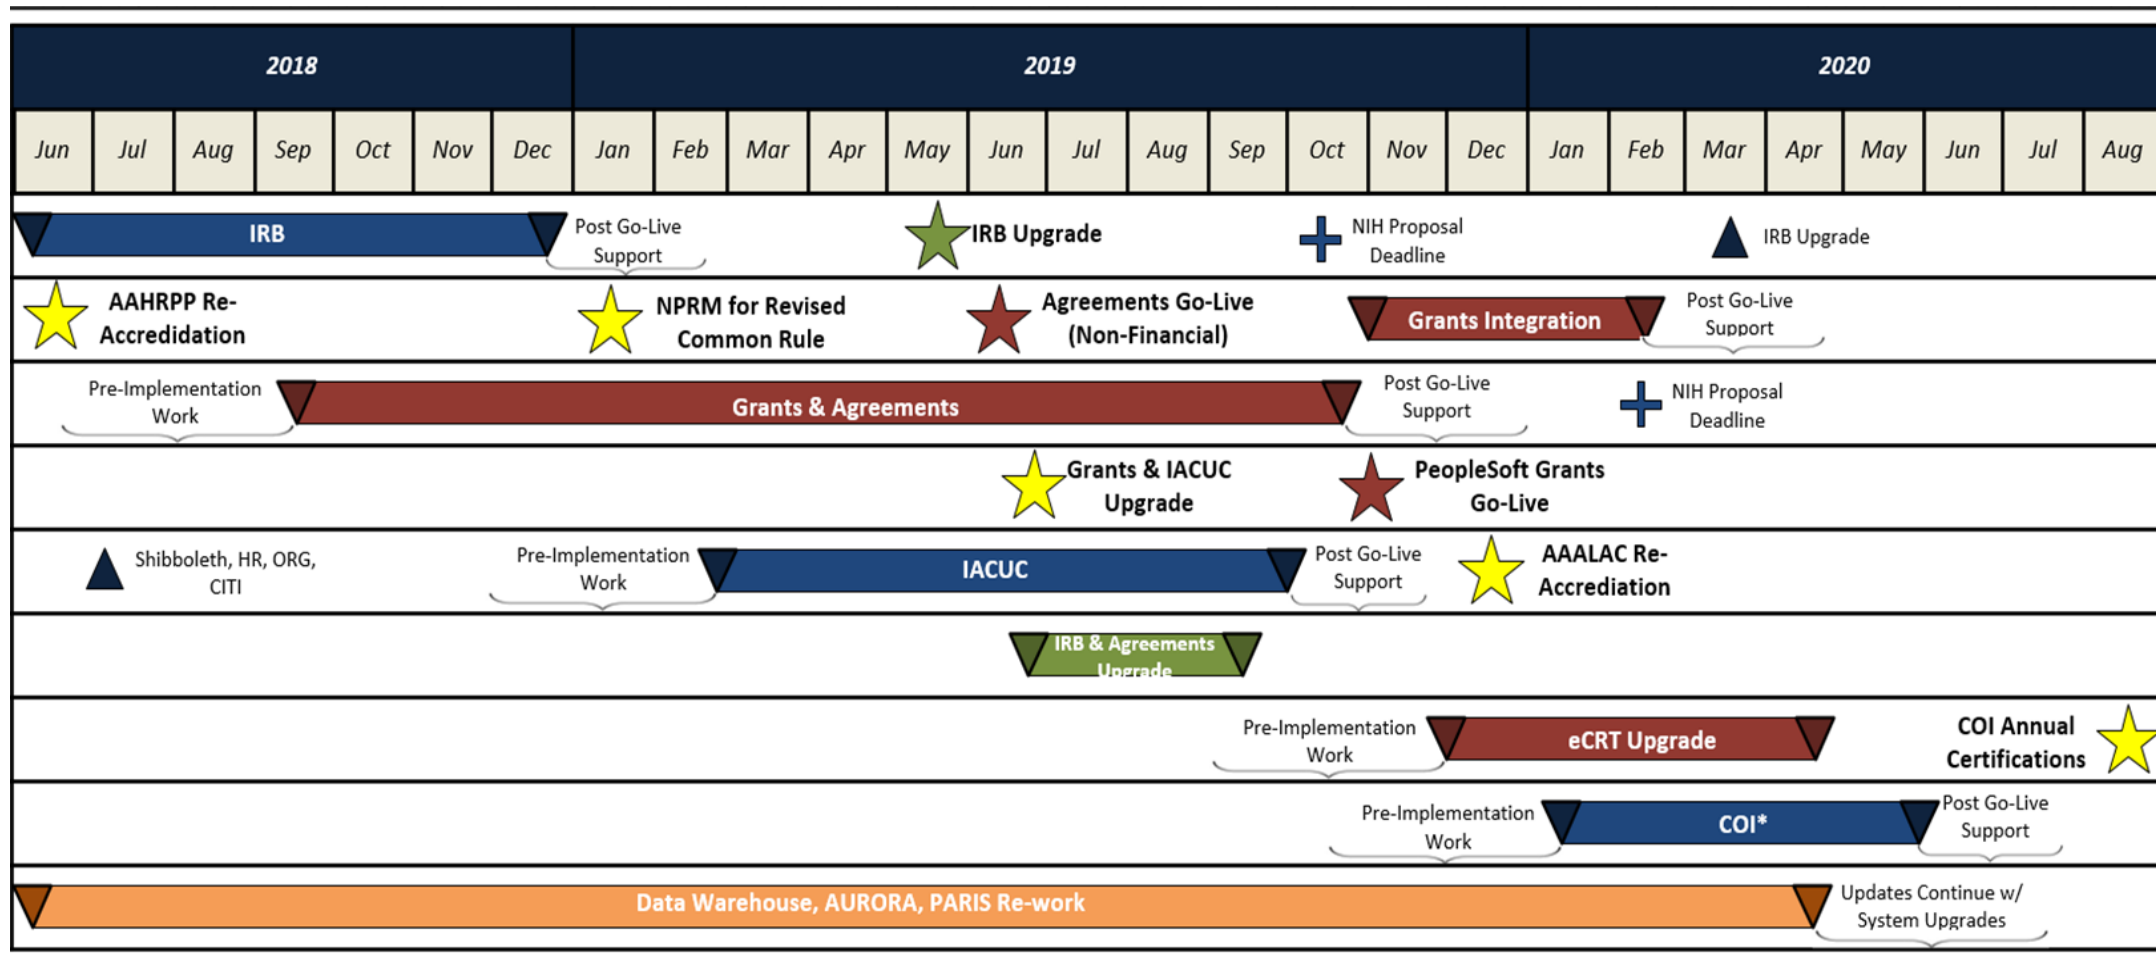 2018 2019 2020
Jun Jul Aug Sep Oct Nov Dec Jan Feb Mar Apr May Jun Jul Aug Sep Oct Nov Dec Jan Feb Mar Apr May Jun Jul Aug
IRB
Post Go-Live
Support
IRB Upgrade
NIH Proposal
Deadline
IRB Upgrade
AAHRPP Re-
Accredidation
NPRM for Revised
Common Rule
Agreements Go-Live
(Non-Financial)
Grants Integration
Post Go-Live
Support
Pre-Implementation
Work
Grants & Agreements
Post Go-Live
Support
NIH Proposal
Deadline
Grants & IACUC
Upgrade
PeopleSoft Grants
Go-Live
Shibboleth, HR, ORG,
CITI
Pre-Implementation
Work
IACUC
Post Go-Live
Support
AAALAC Re-
Accrediation
IRB & Agreements
Upgrade
Pre-Implementation
Work
eCRT Upgrade
COI Annual
Certifications
Pre-Implementation
Work
COI*
Post Go-Live
Support
Data Warehouse, AURORA, PARIS Re-work
Updates Continue w/
System Upgrades